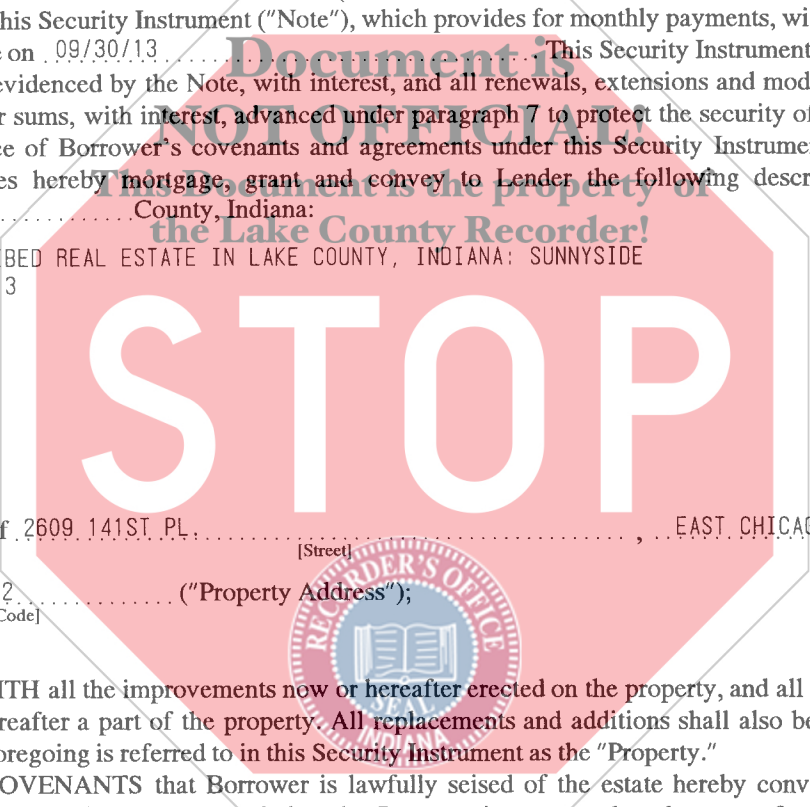 his Security Instrument ("Note"), which provides for monthly payments, wi
e on 09/30/13 This Security Instrument
Document is
evidenced by the Note, with interest, and all renewals, extensions and mod
r sums, with interest, advanced under paragraph 7 to protect the security of
NOT OFFICIAL!
ce of Borrower's covenants and agreements under this Security Instrume
es hereby mortgage, grant and convey to Lender the following descr
This Document is the property of
County, Indiana:
the Lake County Recorder!
BED REAL ESTATE IN LAKE COUNTY, INDIANA: SUNNYSIDE
3
STOP
f 2609 141ST PL. , EAST CHICAG
[Street]
2 ("Property Address");
Code]
RECORDER'S OFFICE
SEAL
INDIANA
ITH all the improvements now or hereafter erected on the property, and all
reafter a part of the property. All replacements and additions shall also be
oregoing is referred to in this Security Instrument as the "Property."
OVENANTS that Borrower is lawfully seised of the estate hereby conv